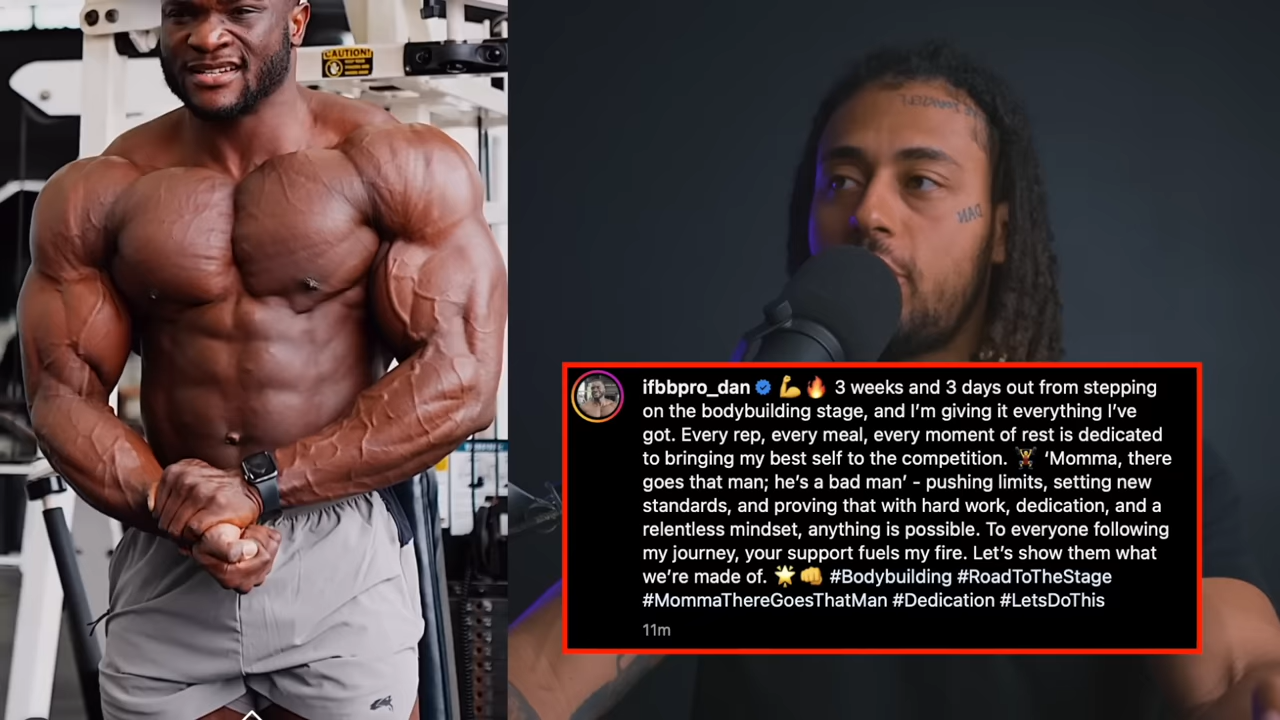 CAUTION!
DAN
ifbbpro_dan 💪🔥 3 weeks and 3 days out from stepping
on the bodybuilding stage, and I'm giving it everything I've
got. Every rep, every meal, every moment of rest is dedicated
to bringing my best self to the competition. 🏋️ ‘Momma, there
goes that man; he's a bad man’ - pushing limits, setting new
standards, and proving that with hard work, dedication, and a
relentless mindset, anything is possible. To everyone following
my journey, your support fuels my fire. Let's show them what
we're made of. 🌟👊 #Bodybuilding #RoadToTheStage
#MommaThereGoesThatMan #Dedication #LetsDoThis
11m